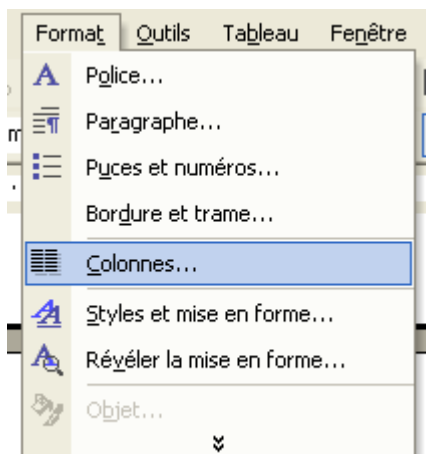 Format Outils Tableau Fenêtre
Police...
Paragraphe...
Puces et numéros...
Bordure et trame...
Colonnes...
Styles et mise en forme...
Révéler la mise en forme...
Objet...